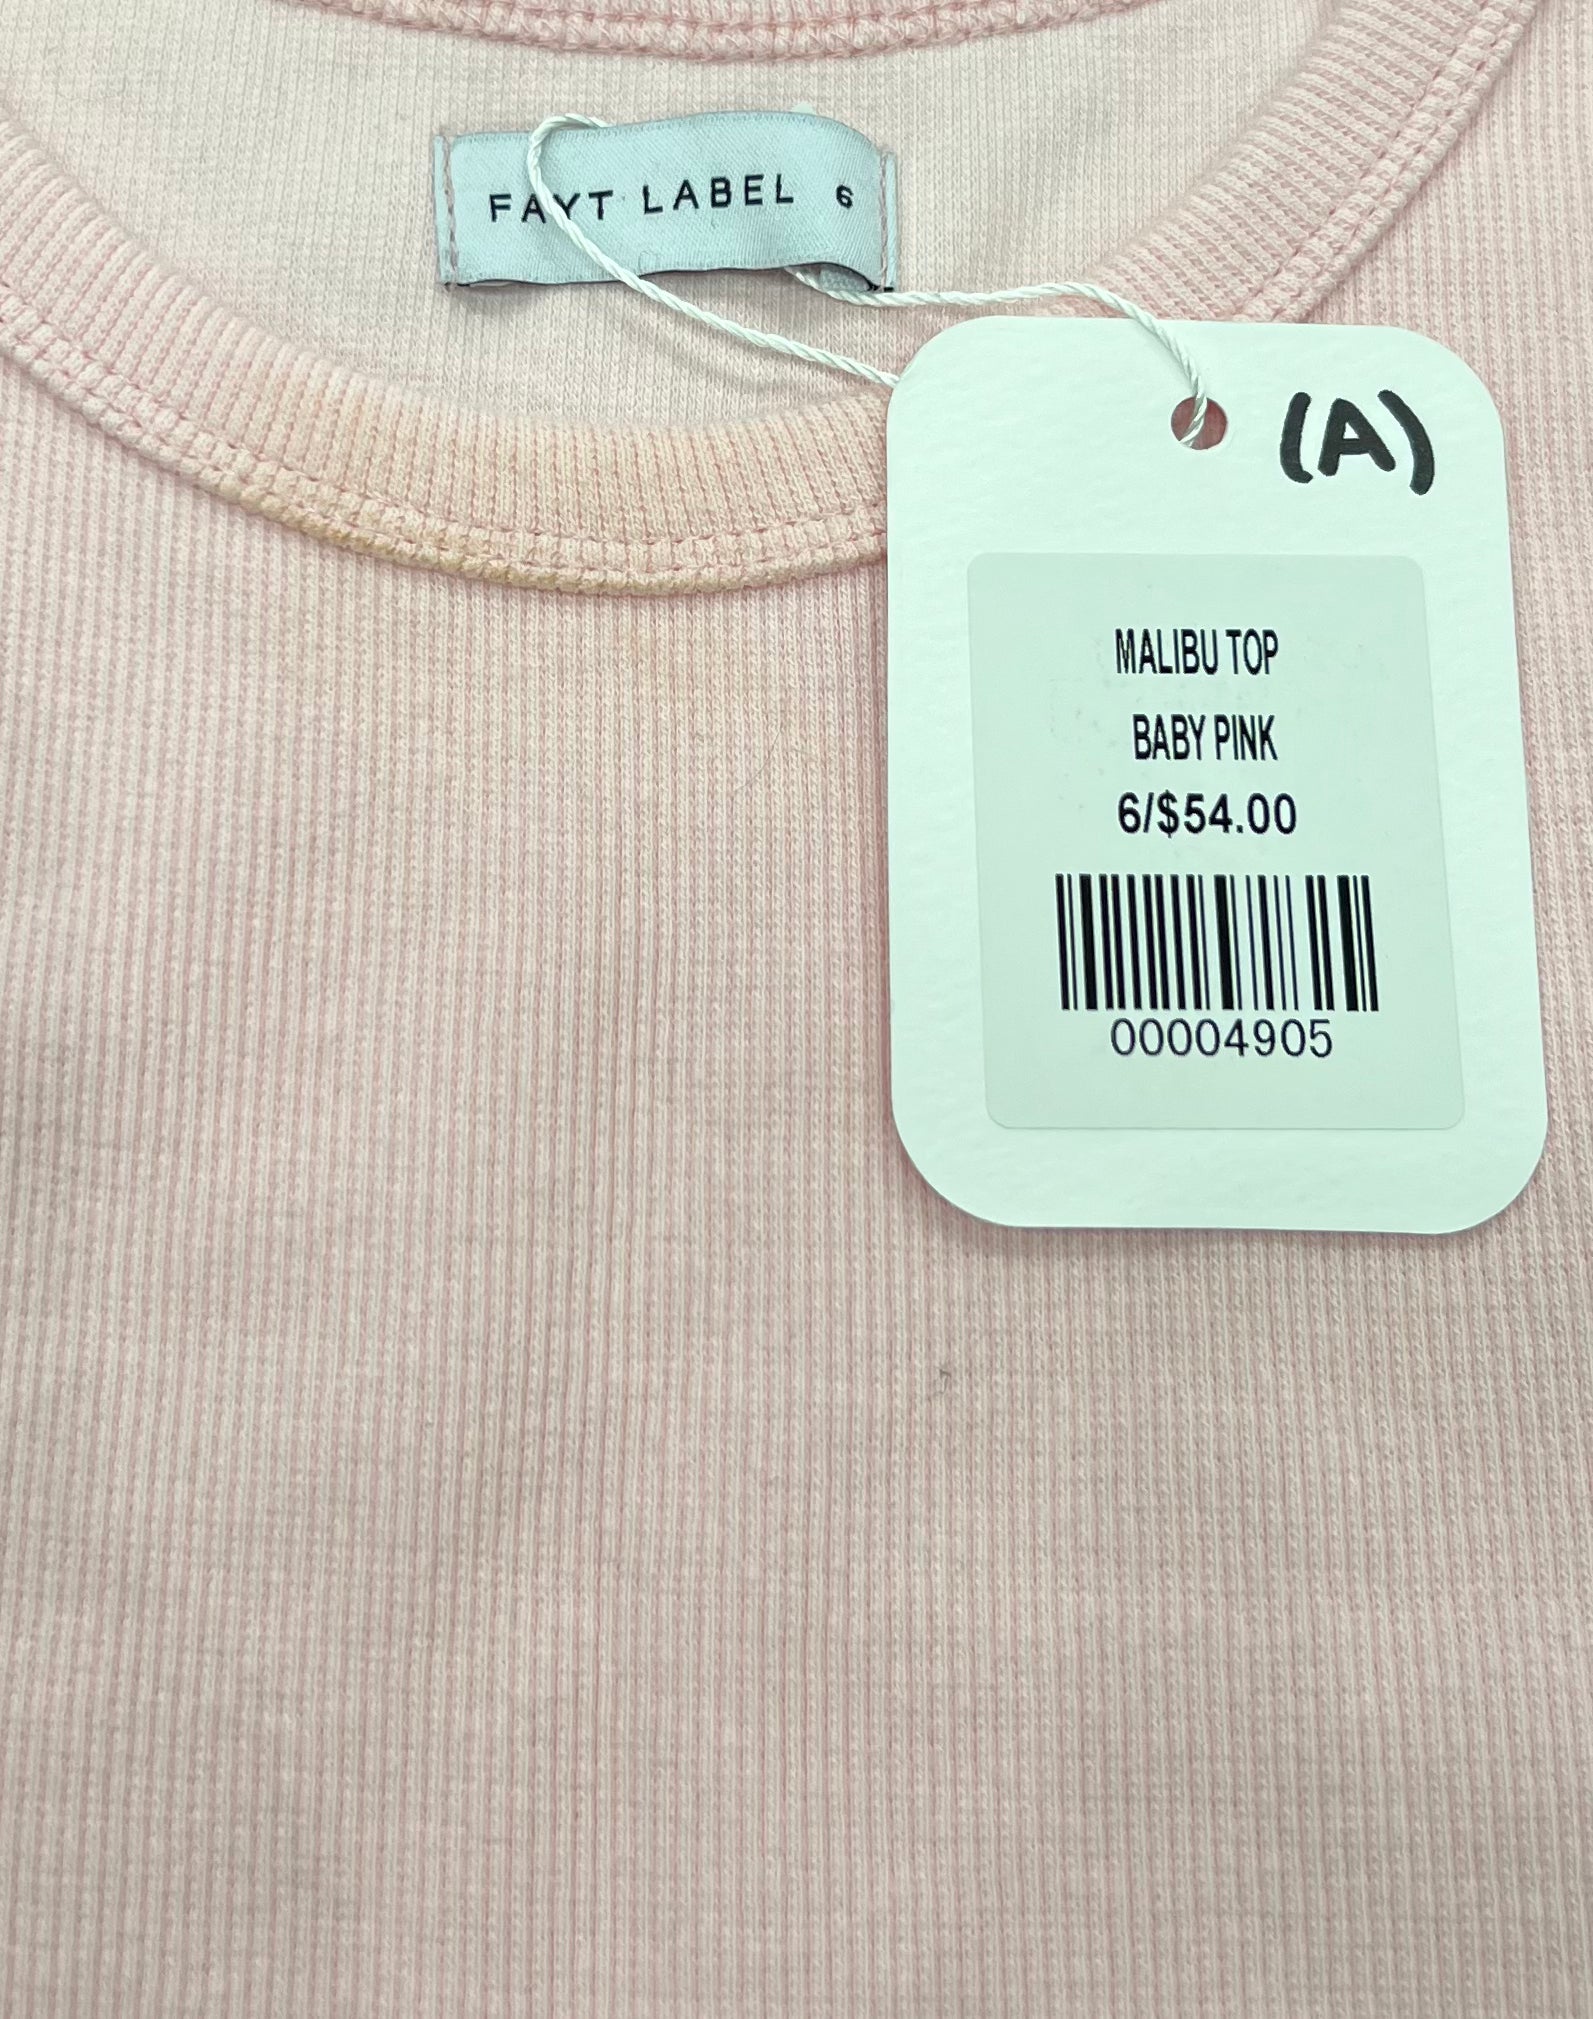 FAYT LABEL 6
(A)
MALIBU TOP
BABY PINK
6/$54.00
00004905